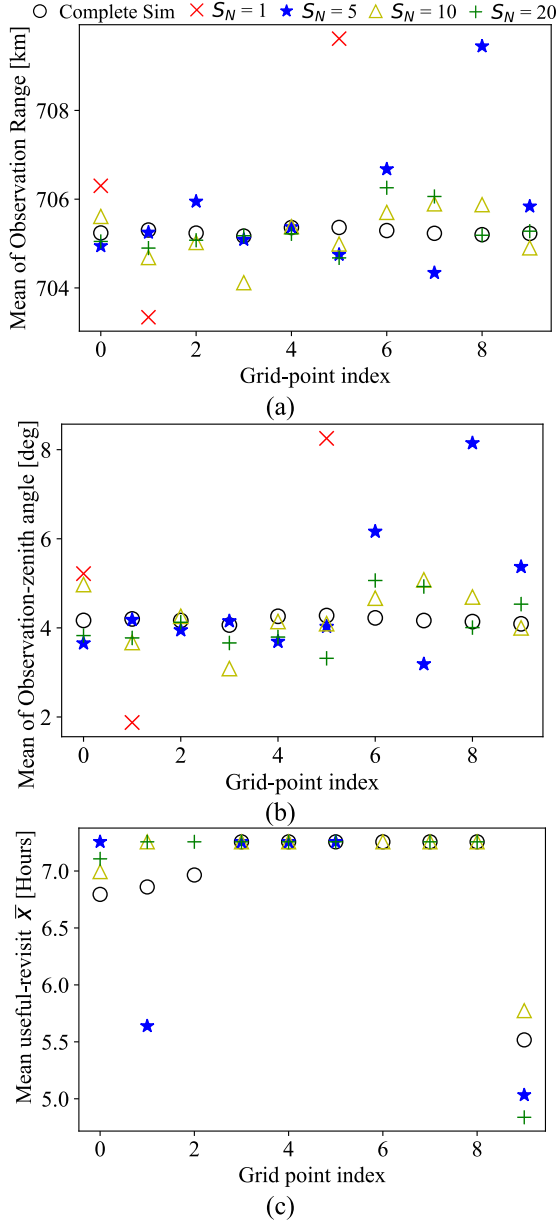 Complete Sim S_N = 1 S_N = 5 S_N = 10 S_N = 20
Mean of Observation Range [km]
708
706
704
0 2 4 6 8
Grid-point index
(a)
Mean of Observation-zenith angle [deg]
8
6
4
2
0 2 4 6 8
Grid-point index
(b)
Mean useful-revisit X̅ [Hours]
7.0
6.5
6.0
5.5
5.0
0 2 4 6 8
Grid point index
(c)